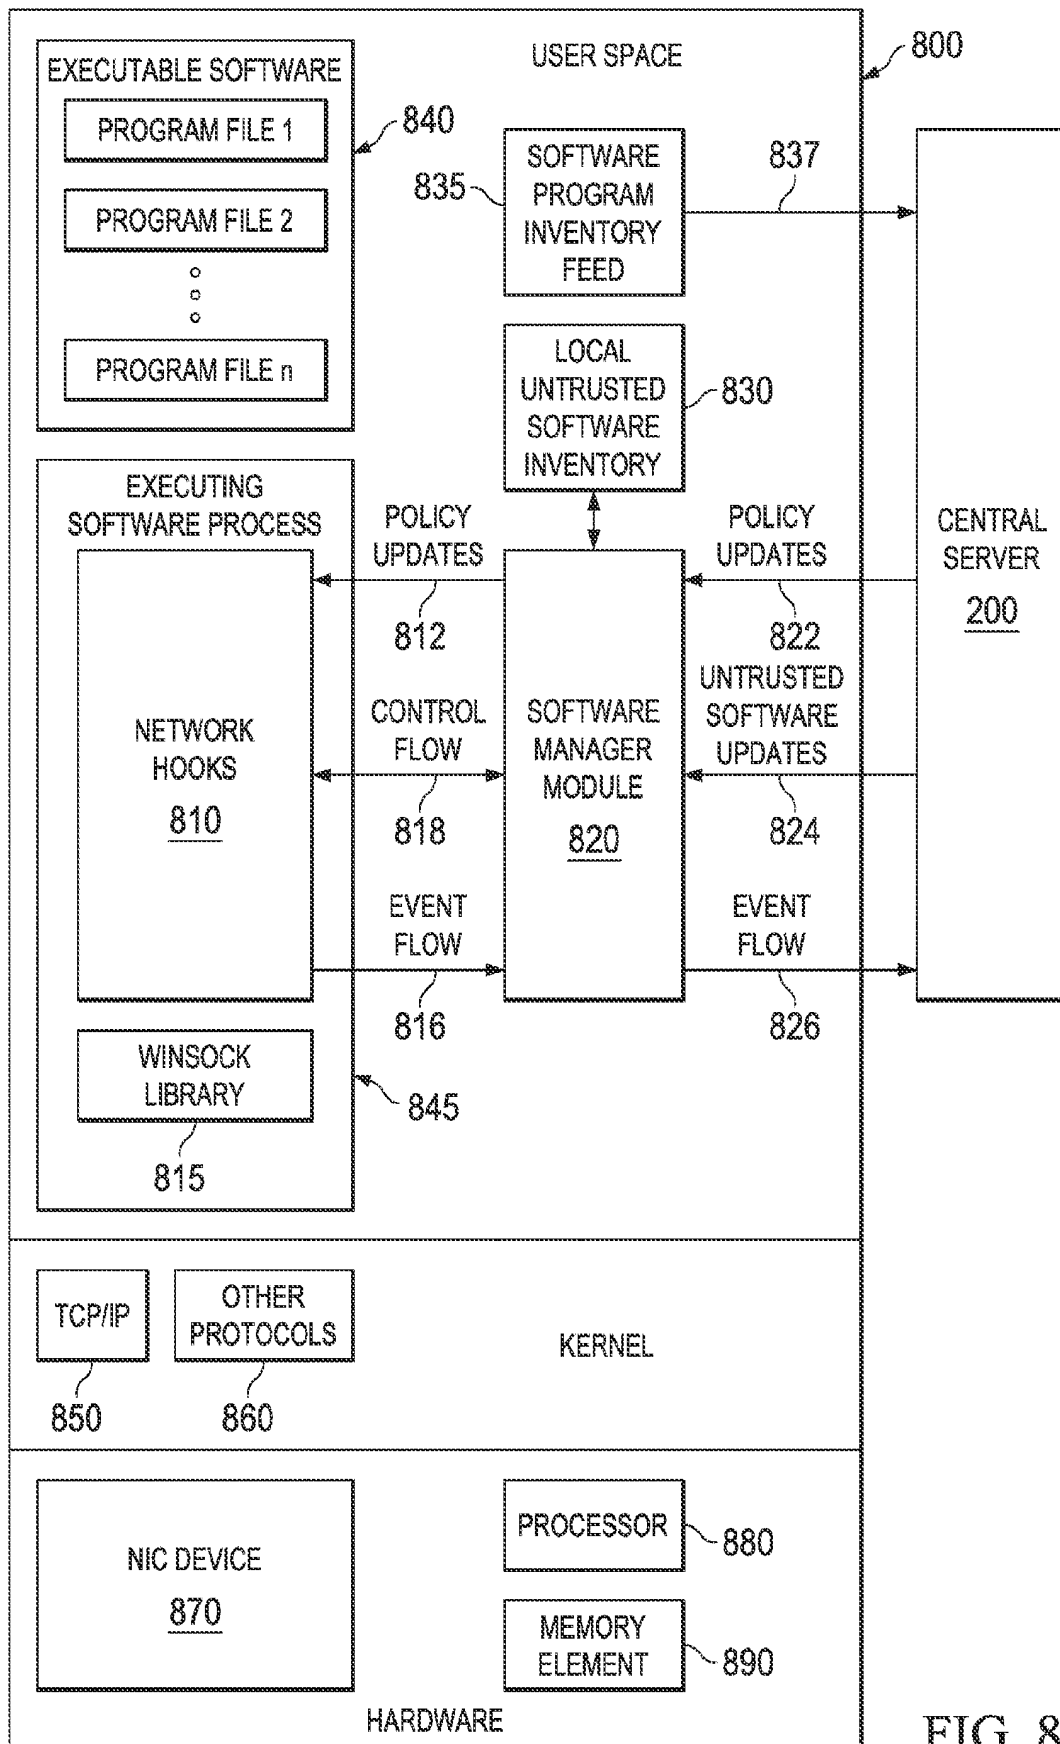 USER SPACE
800
EXECUTABLE SOFTWARE
PROGRAM FILE 1
PROGRAM FILE 2
PROGRAM FILE n
840
835
SOFTWARE
PROGRAM
INVENTORY
FEED
837
LOCAL
UNTRUSTED
SOFTWARE
INVENTORY
830
EXECUTING
SOFTWARE PROCESS
POLICY
UPDATES
812
POLICY
UPDATES
822
CENTRAL
SERVER
200
NETWORK
HOOKS
810
CONTROL
FLOW
818
SOFTWARE
MANAGER
MODULE
820
UNTRUSTED
SOFTWARE
UPDATES
824
EVENT
FLOW
816
EVENT
FLOW
826
WINSOCK
LIBRARY
815
845
TCP/IP
850
OTHER
PROTOCOLS
860
KERNEL
NIC DEVICE
870
PROCESSOR
880
MEMORY
ELEMENT
890
HARDWARE
FIG. 8